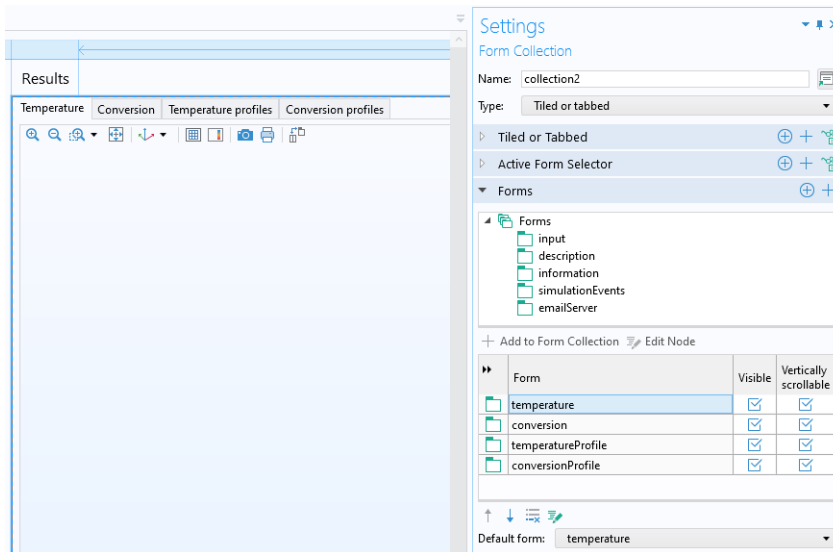 Results
Temperature Conversion Temperature profiles Conversion profiles
Settings
Form Collection
Name: collection2
Type: Tiled or tabbed
Tiled or Tabbed
Active Form Selector
Forms
Forms
input
description
information
simulationEvents
emailServer
Add to Form Collection Edit Node
Form Visible Vertically scrollable
temperature
conversion
temperatureProfile
conversionProfile
Default form: temperature